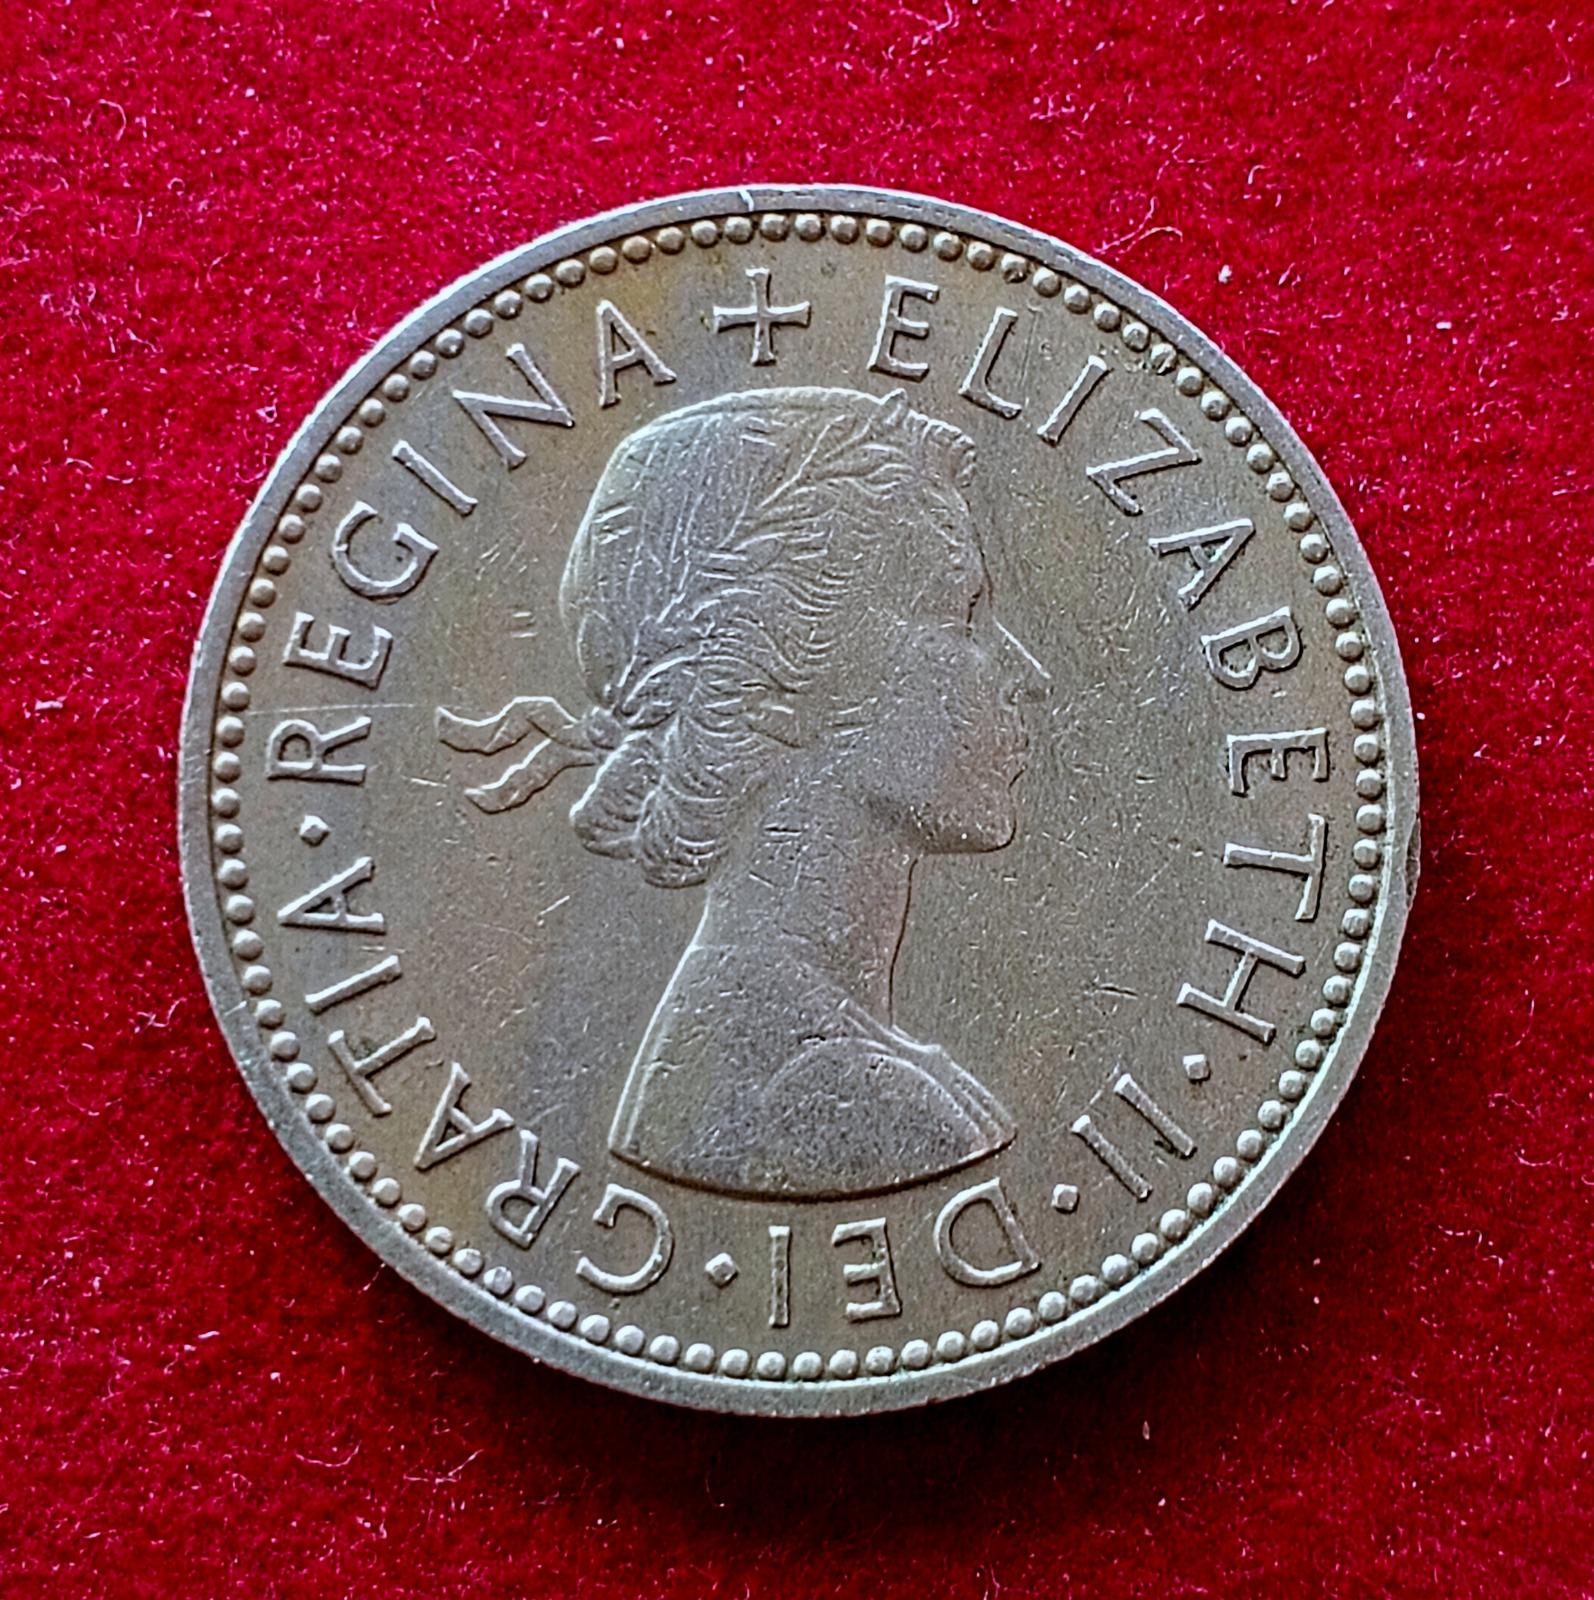 + ELIZABETH · II · DEI · GRATIA · REGINA